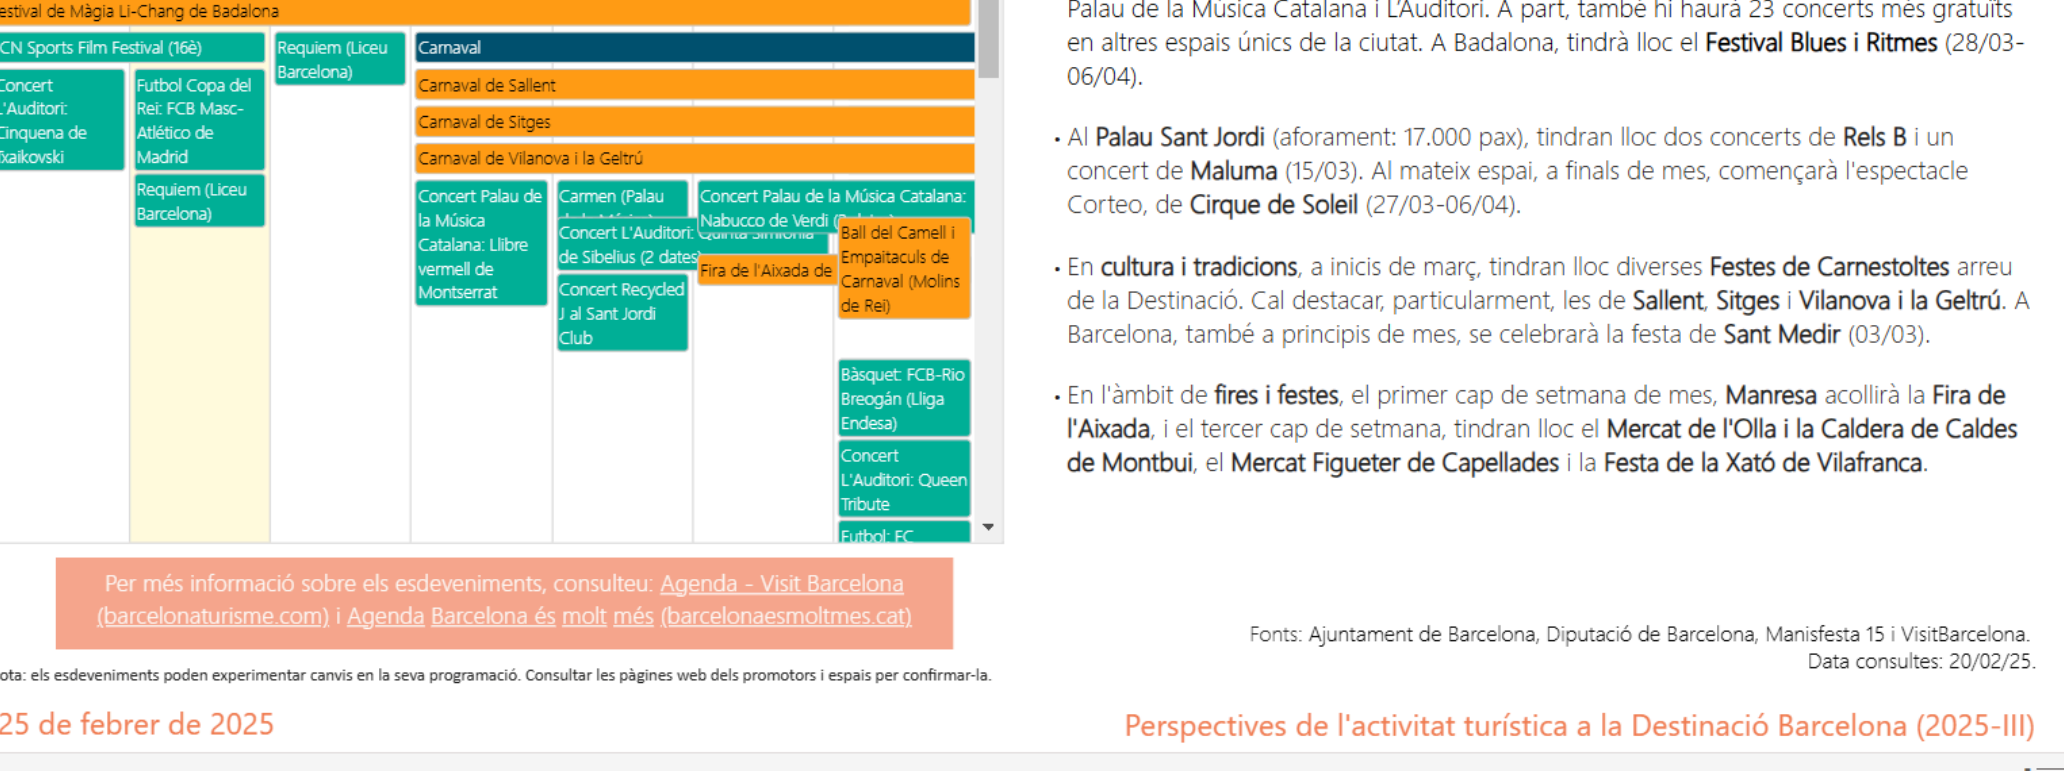 estival de Màgia Li-Chang de Badalona
CN Sports Film Festival (16è)
Requiem (Liceu
Barcelona)
Carnaval
Carnaval de Sallent
Carnaval de Sitges
Carnaval de Vilanova i la Geltrú
Concert
L'Auditori:
Cinquena de
Txaikovski
Futbol Copa del
Rei: FCB Masc-
Atlético de
Madrid
Requiem (Liceu
Barcelona)
Concert Palau de
la Música
Catalana: Llibre
vermell de
Montserrat
Carmen (Palau
Concert L'Auditori: Quinta Simfonia
de Sibelius (2 dates
Concert Recycled
J al Sant Jordi
Club
Concert Palau de la Música Catalana:
Nabucco de Verdi
Fira de l'Aixada de
Ball del Camell i
Empaitaculs de
Carnaval (Molins
de Rei)
Bàsquet: FCB-Rio
Breogán (Lliga
Endesa)
Concert
L'Auditori: Queen
Tribute
Futbol: FC
Per més informació sobre els esdeveniments, consulteu: Agenda - Visit Barcelona
(barcelonaturisme.com) i Agenda Barcelona és molt més (barcelonaesmoltmes.cat)
ota: els esdeveniments poden experimentar canvis en la seva programació. Consultar les pàgines web dels promotors i espais per confirmar-la.
25 de febrer de 2025
Palau de la Música Catalana i L'Auditori. A part, també hi haurà 23 concerts més gratuïts
en altres espais únics de la ciutat. A Badalona, tindrà lloc el Festival Blues i Ritmes (28/03-
06/04).
• Al Palau Sant Jordi (aforament: 17.000 pax), tindran lloc dos concerts de Rels B i un
concert de Maluma (15/03). Al mateix espai, a finals de mes, començarà l'espectacle
Corteo, de Cirque de Soleil (27/03-06/04).
• En cultura i tradicions, a inicis de març, tindran lloc diverses Festes de Carnestoltes arreu
de la Destinació. Cal destacar, particularment, les de Sallent, Sitges i Vilanova i la Geltrú. A
Barcelona, també a principis de mes, se celebrarà la festa de Sant Medir (03/03).
• En l'àmbit de fires i festes, el primer cap de setmana de mes, Manresa acollirà la Fira de
l'Aixada, i el tercer cap de setmana, tindran lloc el Mercat de l'Olla i la Caldera de Caldes
de Montbui, el Mercat Figueter de Capellades i la Festa de la Xató de Vilafranca.
Fonts: Ajuntament de Barcelona, Diputació de Barcelona, Manisfesta 15 i VisitBarcelona.
Data consultes: 20/02/25.
Perspectives de l'activitat turística a la Destinació Barcelona (2025-III)